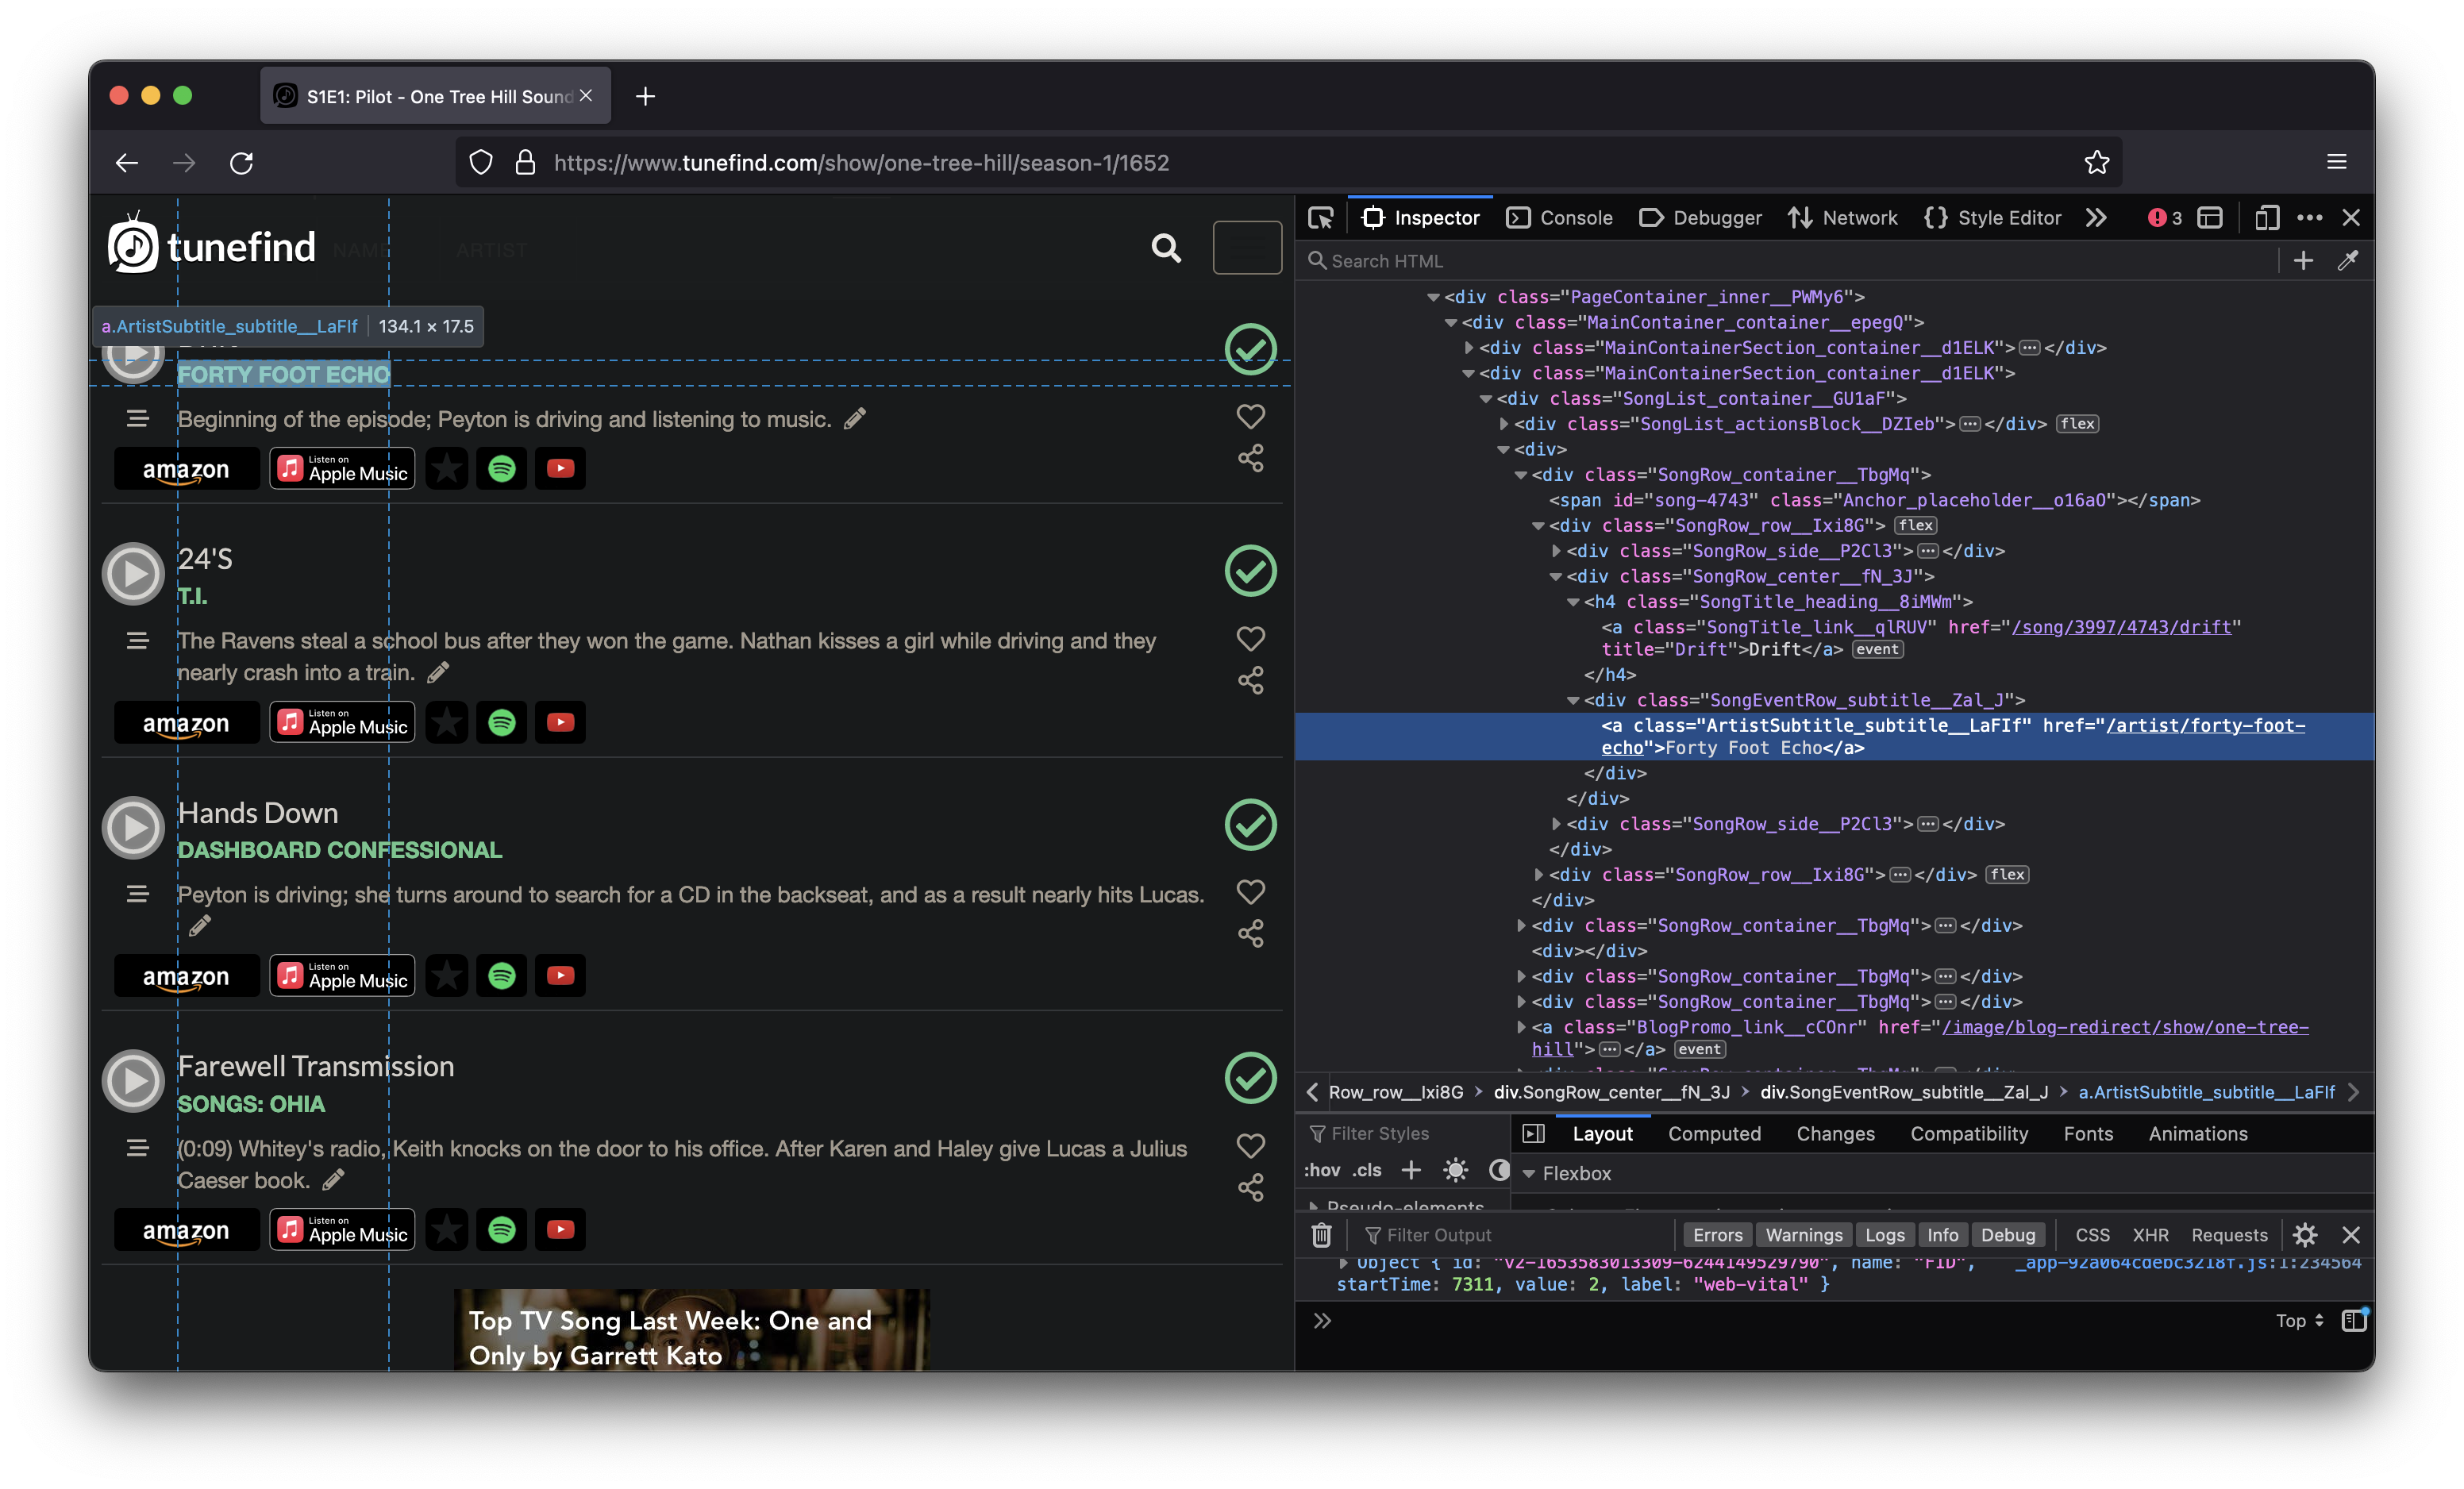 S1E1: Pilot - One Tree Hill Sound
https://www.tunefind.com/show/one-tree-hill/season-1/1652
tunefind
NAME
ARTIST
a.ArtistSubtitle_subtitle__LaFIf 134.1 × 17.5
FORTY FOOT ECHO
Beginning of the episode; Peyton is driving and listening to music.
amazon
Listen on
Apple Music
24'S
T.I.
The Ravens steal a school bus after they won the game. Nathan kisses a girl while driving and they
nearly crash into a train.
amazon
Listen on
Apple Music
Hands Down
DASHBOARD CONFESSIONAL
Peyton is driving; she turns around to search for a CD in the backseat, and as a result nearly hits Lucas.
amazon
Listen on
Apple Music
Farewell Transmission
SONGS: OHIA
(0:09) Whitey's radio, Keith knocks on the door to his office. After Karen and Haley give Lucas a Julius
Caeser book.
amazon
Listen on
Apple Music
Top TV Song Last Week: One and
Only by Garrett Kato
Inspector Console Debugger Network Style Editor 3
Search HTML
<div class="PageContainer_inner__PWMy6">
<div class="MainContainer_container__epegQ">
<div class="MainContainerSection_container__d1ELK">…</div>
<div class="MainContainerSection_container__d1ELK">
<div class="SongList_container__GU1aF">
<div class="SongList_actionsBlock__DZIeb">…</div> flex
<div>
<div class="SongRow_container__TbgMq">
<span id="song-4743" class="Anchor_placeholder__o16aO"></span>
<div class="SongRow_row__Ixi8G"> flex
<div class="SongRow_side__P2Cl3">…</div>
<div class="SongRow_center__fN_3J">
<h4 class="SongTitle_heading__8iMWm">
<a class="SongTitle_link__qlRUV" href="/song/3997/4743/drift"
title="Drift">Drift</a> event
</h4>
<div class="SongEventRow_subtitle__Zal_J">
<a class="ArtistSubtitle_subtitle__LaFIf" href="/artist/forty-foot-
echo">Forty Foot Echo</a>
</div>
</div>
<div class="SongRow_side__P2Cl3">…</div>
</div>
<div class="SongRow_row__Ixi8G">…</div> flex
</div>
<div class="SongRow_container__TbgMq">…</div>
<div></div>
<div class="SongRow_container__TbgMq">…</div>
<div class="SongRow_container__TbgMq">…</div>
<a class="BlogPromo_link__cCOnr" href="/image/blog-redirect/show/one-tree-
hill">…</a> event
Row_row__Ixi8G > div.SongRow_center__fN_3J > div.SongEventRow_subtitle__Zal_J > a.ArtistSubtitle_subtitle__LaFIf
Filter Styles
:hov .cls
Pseudo-elements
Layout Computed Changes Compatibility Fonts Animations
Flexbox
Filter Output
Errors Warnings Logs Info Debug CSS XHR Requests
Object { id: "v2-1653583013309-6244149529790", name: "FID", _app-92a064cdebc3218f.js:1:234564
startTime: 7311, value: 2, label: "web-vital" }
Top